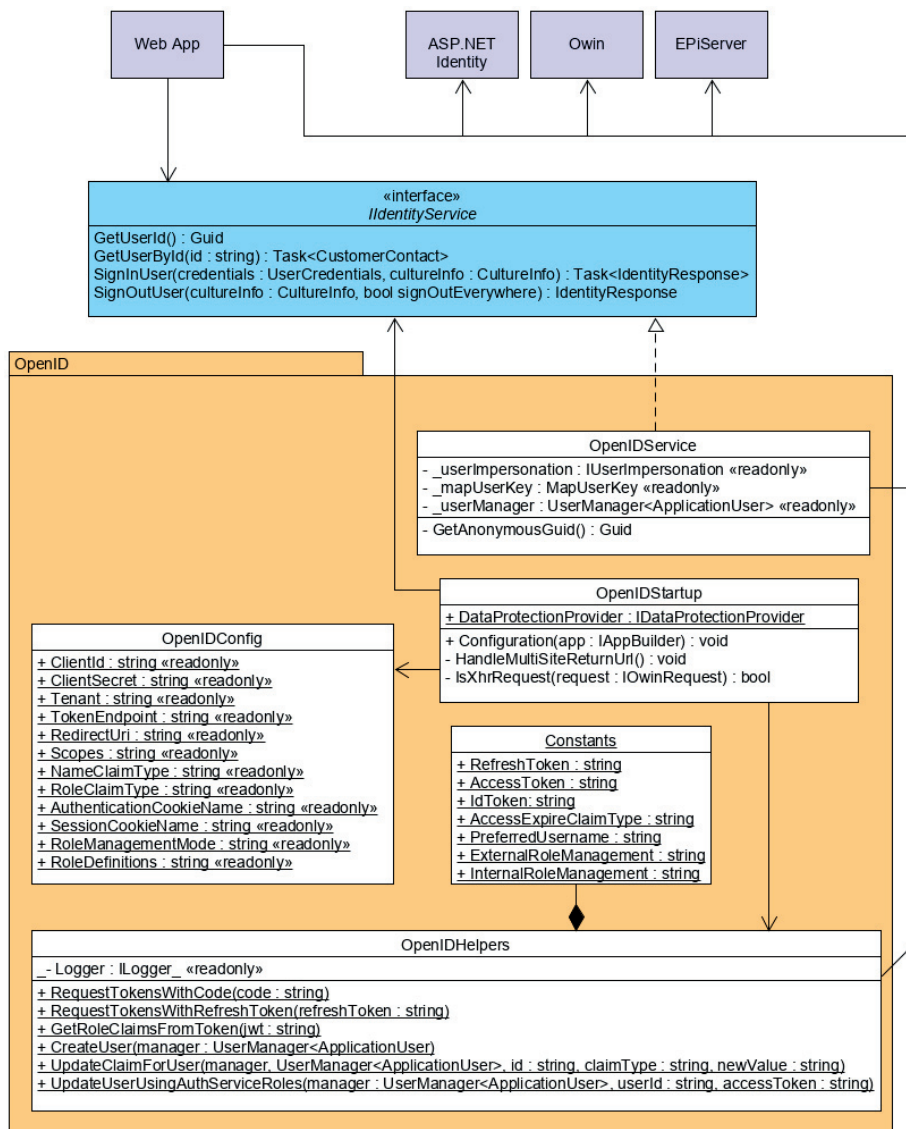 Web App
ASP.NET
Identity
Owin
EPiServer
«interface»
IIdentityService
GetUserId() : Guid
GetUserById(id : string) : Task<CustomerContact>
SignInUser(credentials : UserCredentials, cultureInfo : CultureInfo) : Task<IdentityResponse>
SignOutUser(cultureInfo : CultureInfo, bool signOutEverywhere) : IdentityResponse
OpenID
OpenIDService
- _userImpersonation : IUserImpersonation «readonly»
- _mapUserKey : MapUserKey «readonly»
- _userManager : UserManager<ApplicationUser> «readonly»
- GetAnonymousGuid() : Guid
OpenIDStartup
+ DataProtectionProvider : IDataProtectionProvider
+ Configuration(app : IAppBuilder) : void
- HandleMultiSiteReturnUrl() : void
- IsXhrRequest(request : IOwinRequest) : bool
OpenIDConfig
+ ClientId : string «readonly»
+ ClientSecret : string «readonly»
+ Tenant : string «readonly»
+ TokenEndpoint : string «readonly»
+ RedirectUri : string «readonly»
+ Scopes : string «readonly»
+ NameClaimType : string «readonly»
+ RoleClaimType : string «readonly»
+ AuthenticationCookieName : string «readonly»
+ SessionCookieName : string «readonly»
+ RoleManagementMode : string «readonly»
+ RoleDefinitions : string «readonly»
Constants
+ RefreshToken : string
+ AccessToken : string
+ IdToken: string
+ AccessExpireClaimType : string
+ PreferredUsername : string
+ ExternalRoleManagement : string
+ InternalRoleManagement : string
OpenIDHelpers
_- Logger : ILogger_ «readonly»
+ RequestTokensWithCode(code : string)
+ RequestTokensWithRefreshToken(refreshToken : string)
+ GetRoleClaimsFromToken(jwt : string)
+ CreateUser(manager : UserManager<ApplicationUser)
+ UpdateClaimForUser(manager, UserManager<ApplicationUser>, id : string, claimType : string, newValue : string)
+ UpdateUserUsingAuthServiceRoles(manager : UserManager<ApplicationUser>, userId : string, accessToken : string)